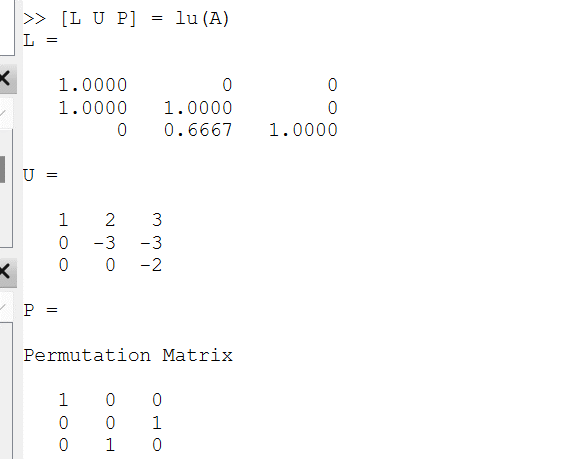 >> [L U P] = lu(A)
L =
1.0000 0 0
1.0000 1.0000 0
0 0.6667 1.0000
U =
1 2 3
0 -3 -3
0 0 -2
P =
Permutation Matrix
1 0 0
0 0 1
0 1 0